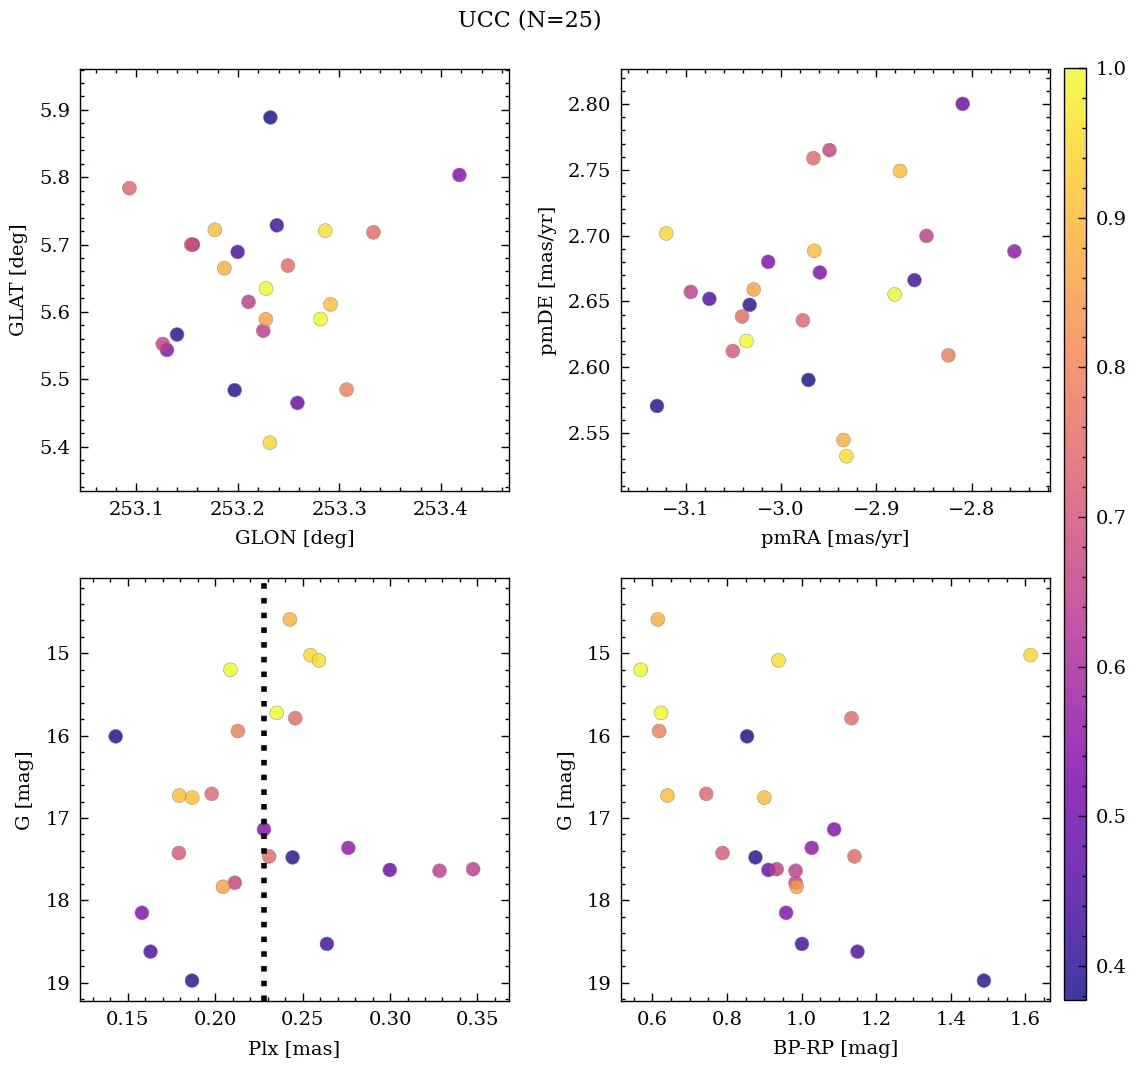 UCC (N=25)
5.9
5.8
5.7
5.6
5.5
5.4
GLAT [deg]
253.1 253.2 253.3 253.4
GLON [deg]
2.80
2.75
2.70
2.65
2.60
2.55
pmDE [mas/yr]
−3.1 −3.0 −2.9 −2.8
pmRA [mas/yr]
15
16
17
18
19
G [mag]
0.15 0.20 0.25 0.30 0.35
Plx [mas]
15
16
17
18
19
G [mag]
0.6 0.8 1.0 1.2 1.4 1.6
BP-RP [mag]
1.0
0.9
0.8
0.7
0.6
0.5
0.4